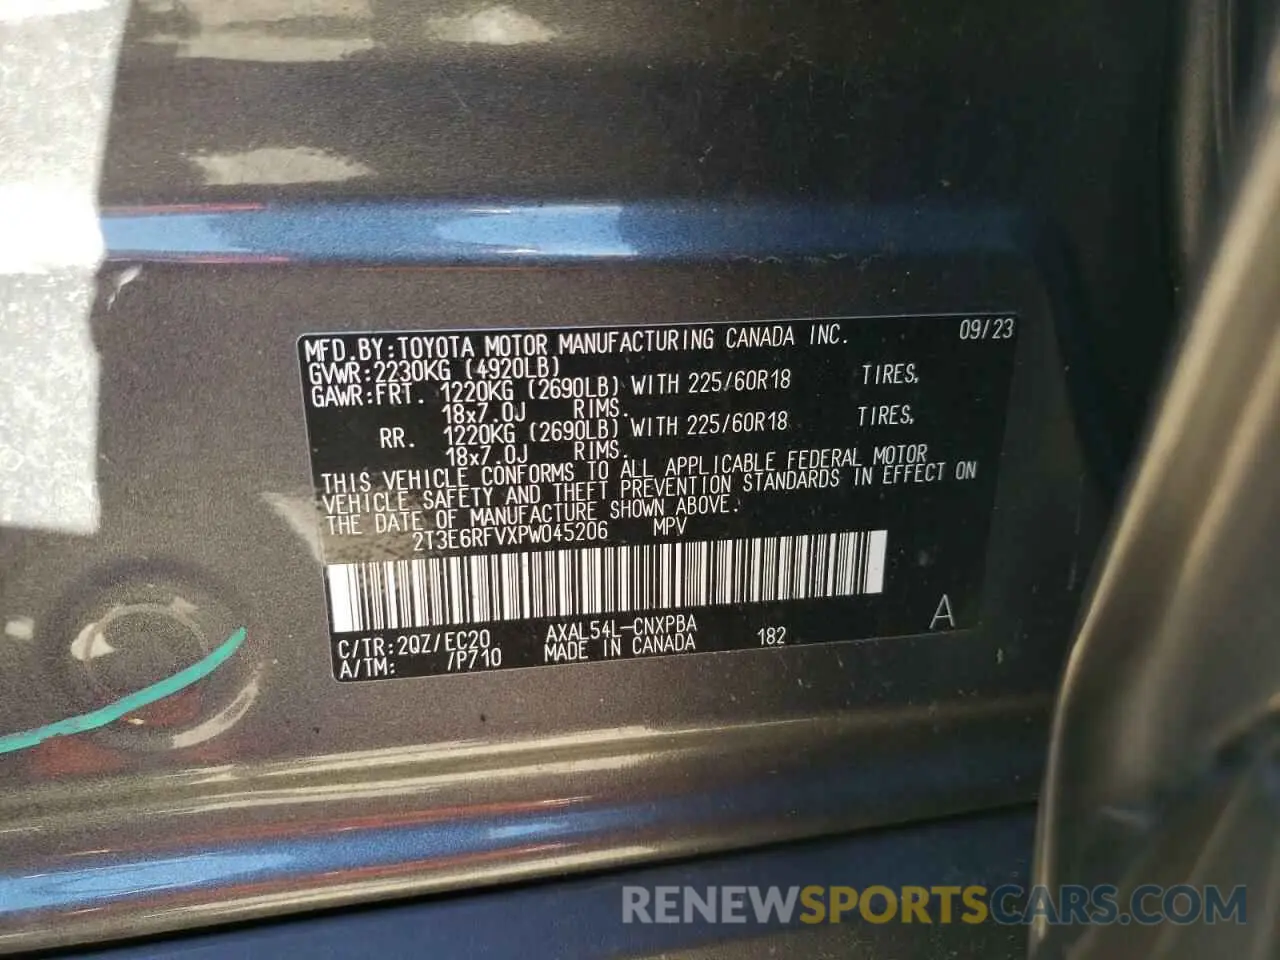 MFD.BY:TOYOTA MOTOR MANUFACTURING CANADA INC. 09/23
GVWR:2230KG (4920LB)
GAWR:FRT. 1220KG (2690LB) WITH 225/60R18 TIRES,
18x7.0J RIMS.
RR. 1220KG (2690LB) WITH 225/60R18 TIRES,
18x7.0J RIMS.
THIS VEHICLE CONFORMS TO ALL APPLICABLE FEDERAL MOTOR
VEHICLE SAFETY AND THEFT PREVENTION STANDARDS IN EFFECT ON
THE DATE OF MANUFACTURE SHOWN ABOVE.
2T3E6RFVXPW045206 MPV
C/TR:2QZ/EC20 AXAL54L-CNXPBA 182 A
A/TM: /P710 MADE IN CANADA
RENEWSPORTSCARS.COM